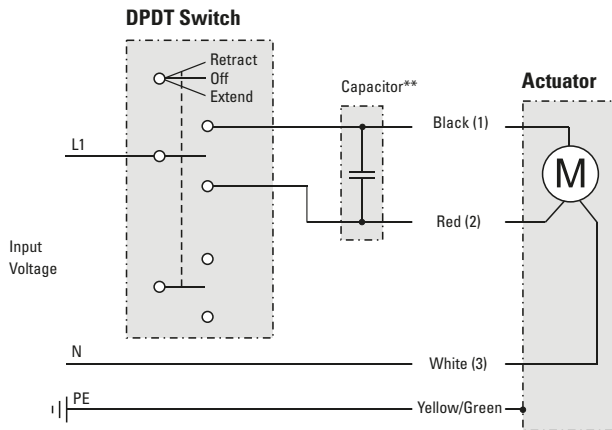 DPDT Switch
Retract
Off
Extend
Capacitor**
Actuator
Black (1)
L1
M
Red (2)
Input
Voltage
N
White (3)
PE
Yellow/Green